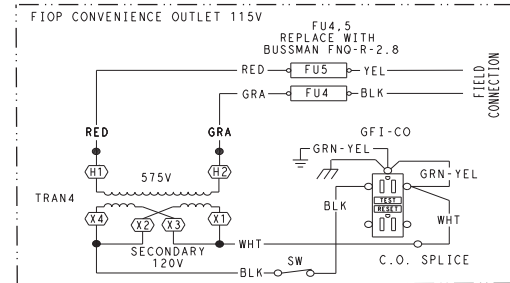 FIOP CONVENIENCE OUTLET 115V
FU4,5
REPLACE WITH
BUSSMAN FNQ-R-2.8
RED
FU5
YEL
GRA
FU4
BLK
FIELD
CONNECTION
RED
GRA
GFI-CO
GRN-YEL
H1
575V
H2
GRN-YEL
TRAN4
TEST
RESET
BLK
X4
X2
X3
X1
WHT
SECONDARY
120V
WHT
SW
C.O. SPLICE
BLK